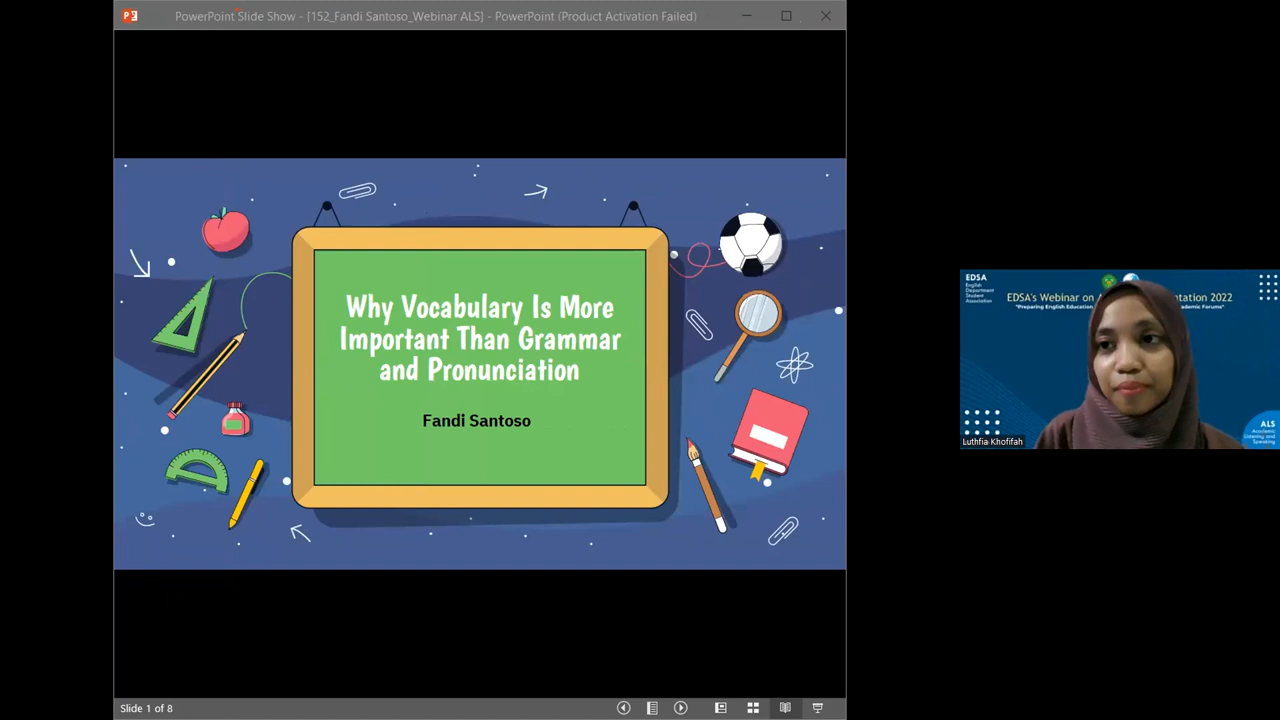 PowerPoint Slide Show - [152_Fandi Santoso_Webinar ALS] - PowerPoint (Product Activation Failed)
Why Vocabulary Is More
Important Than Grammar
and Pronunciation
Fandi Santoso
Slide 1 of 8
EDSA
English
Department
Student
Association
EDSA's Webinar on
2022
"Preparing English Education
Forums"
ALS
Academic
Listening and
Speaking
Luthfia Khofifah